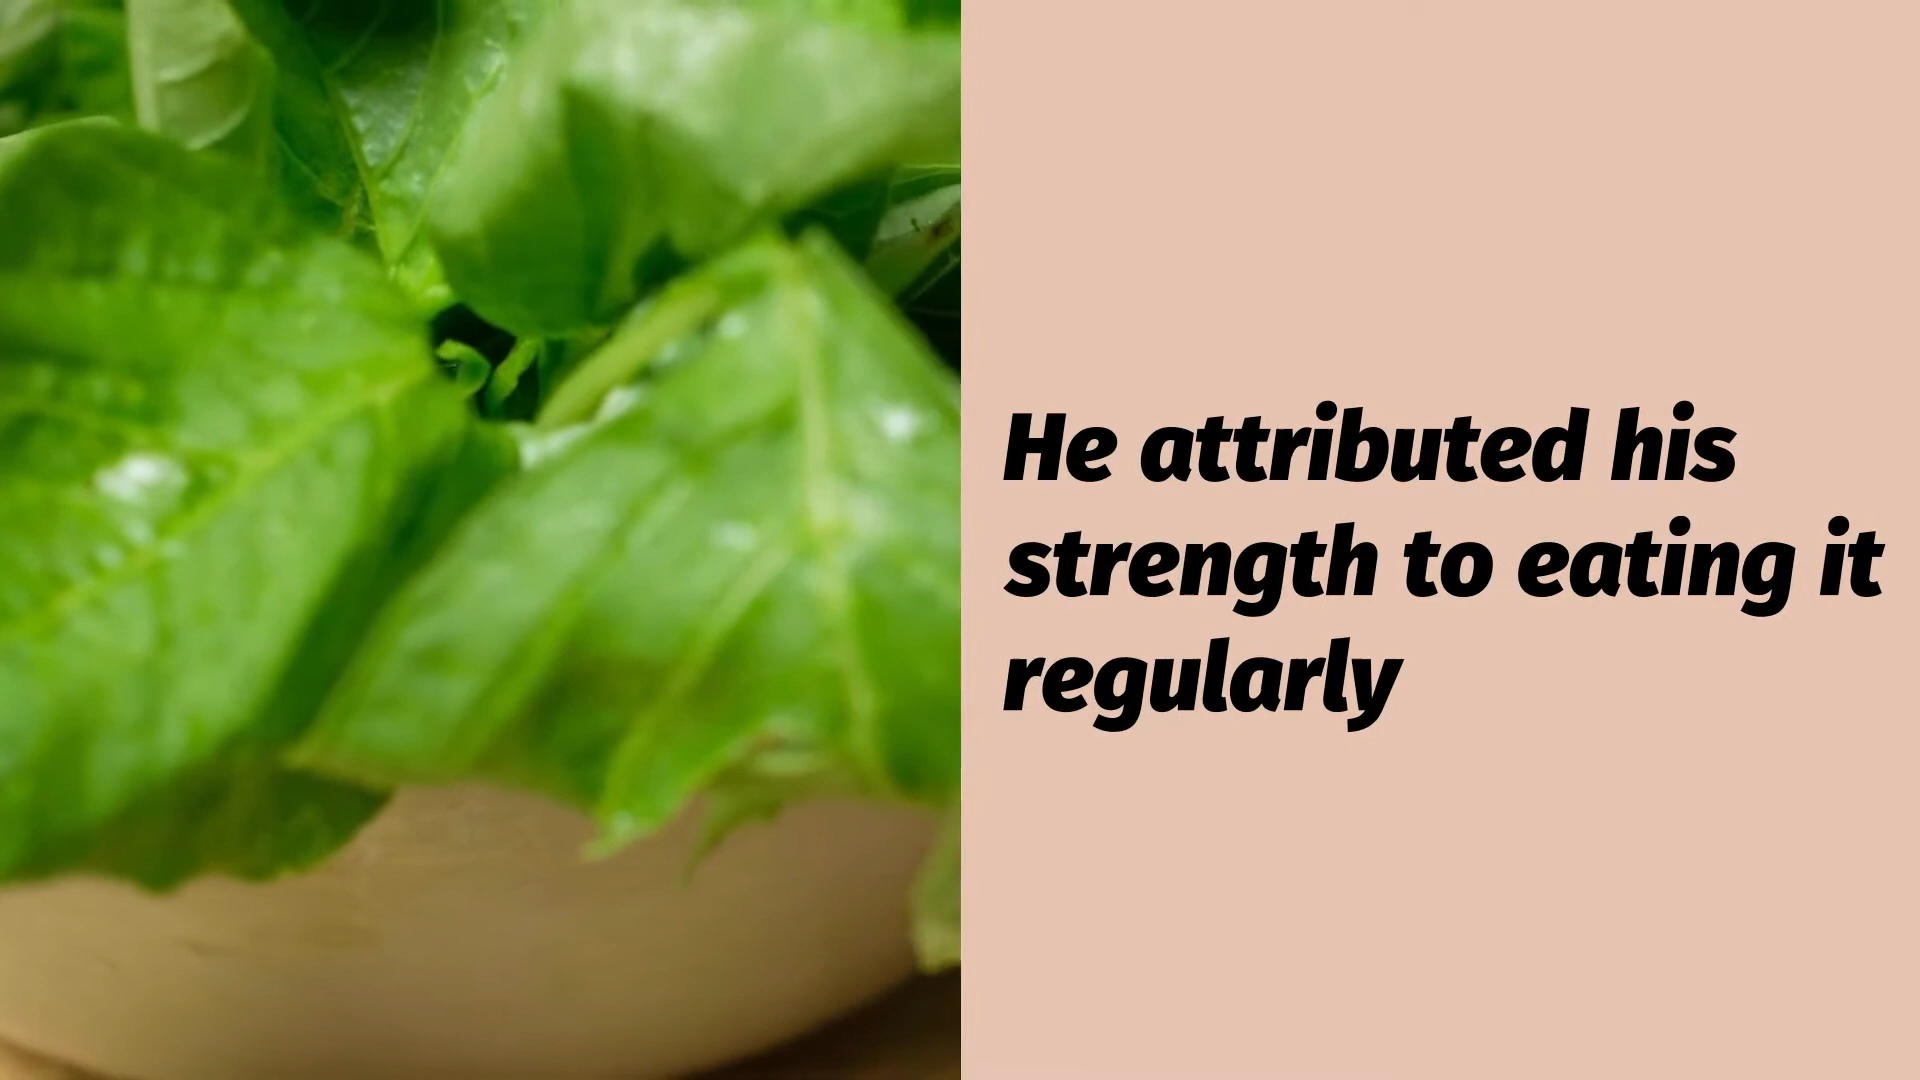 He attributed his
strength to eating it
regularly